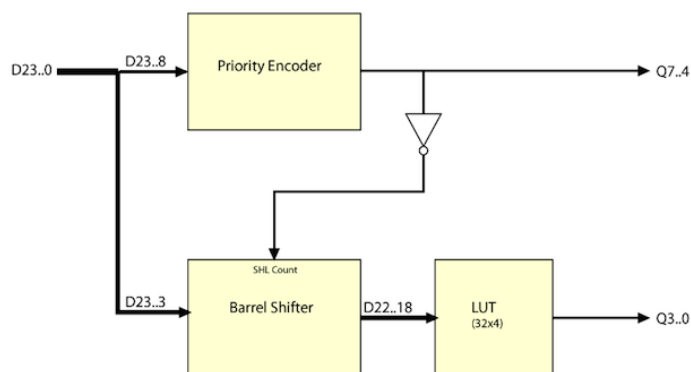 D23..0
D23..8
Priority Encoder
Q7..4
SHL Count
D23..3
Barrel Shifter
D22..18
LUT
(32x4)
Q3..0